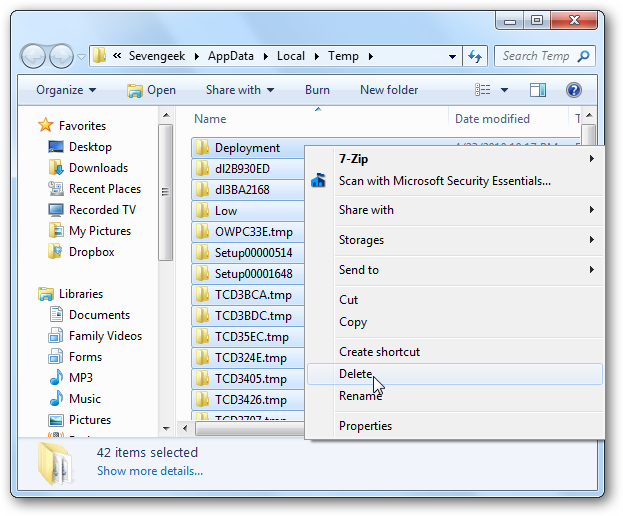 « Sevengeek ▸ AppData ▸ Local ▸ Temp ▸
Search Temp
Organize
Open
Share with
Burn
New folder
Name
Date modified
Favorites
Desktop
Downloads
Recent Places
Recorded TV
My Pictures
Dropbox
Libraries
Documents
Family Videos
Forms
MP3
Music
Pictures
Deployment
dl2B930ED
dl3BA2168
Low
OWPC33E.tmp
Setup00000514
Setup00001648
TCD3BCA.tmp
TCD3BDC.tmp
TCD35EC.tmp
TCD324E.tmp
TCD3405.tmp
TCD3426.tmp
7-Zip
Scan with Microsoft Security Essentials...
Share with
Storages
Send to
Cut
Copy
Create shortcut
Delete
Rename
Properties
42 items selected
Show more details...